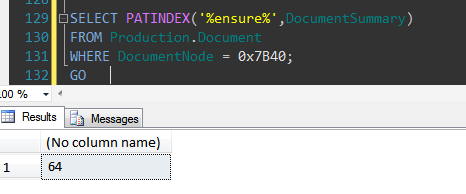 129 SELECT PATINDEX('%ensure%',DocumentSummary)
130 FROM Production.Document
131 WHERE DocumentNode = 0x7B40;
132 GO
00 %
Results Messages
(No column name)
1 64